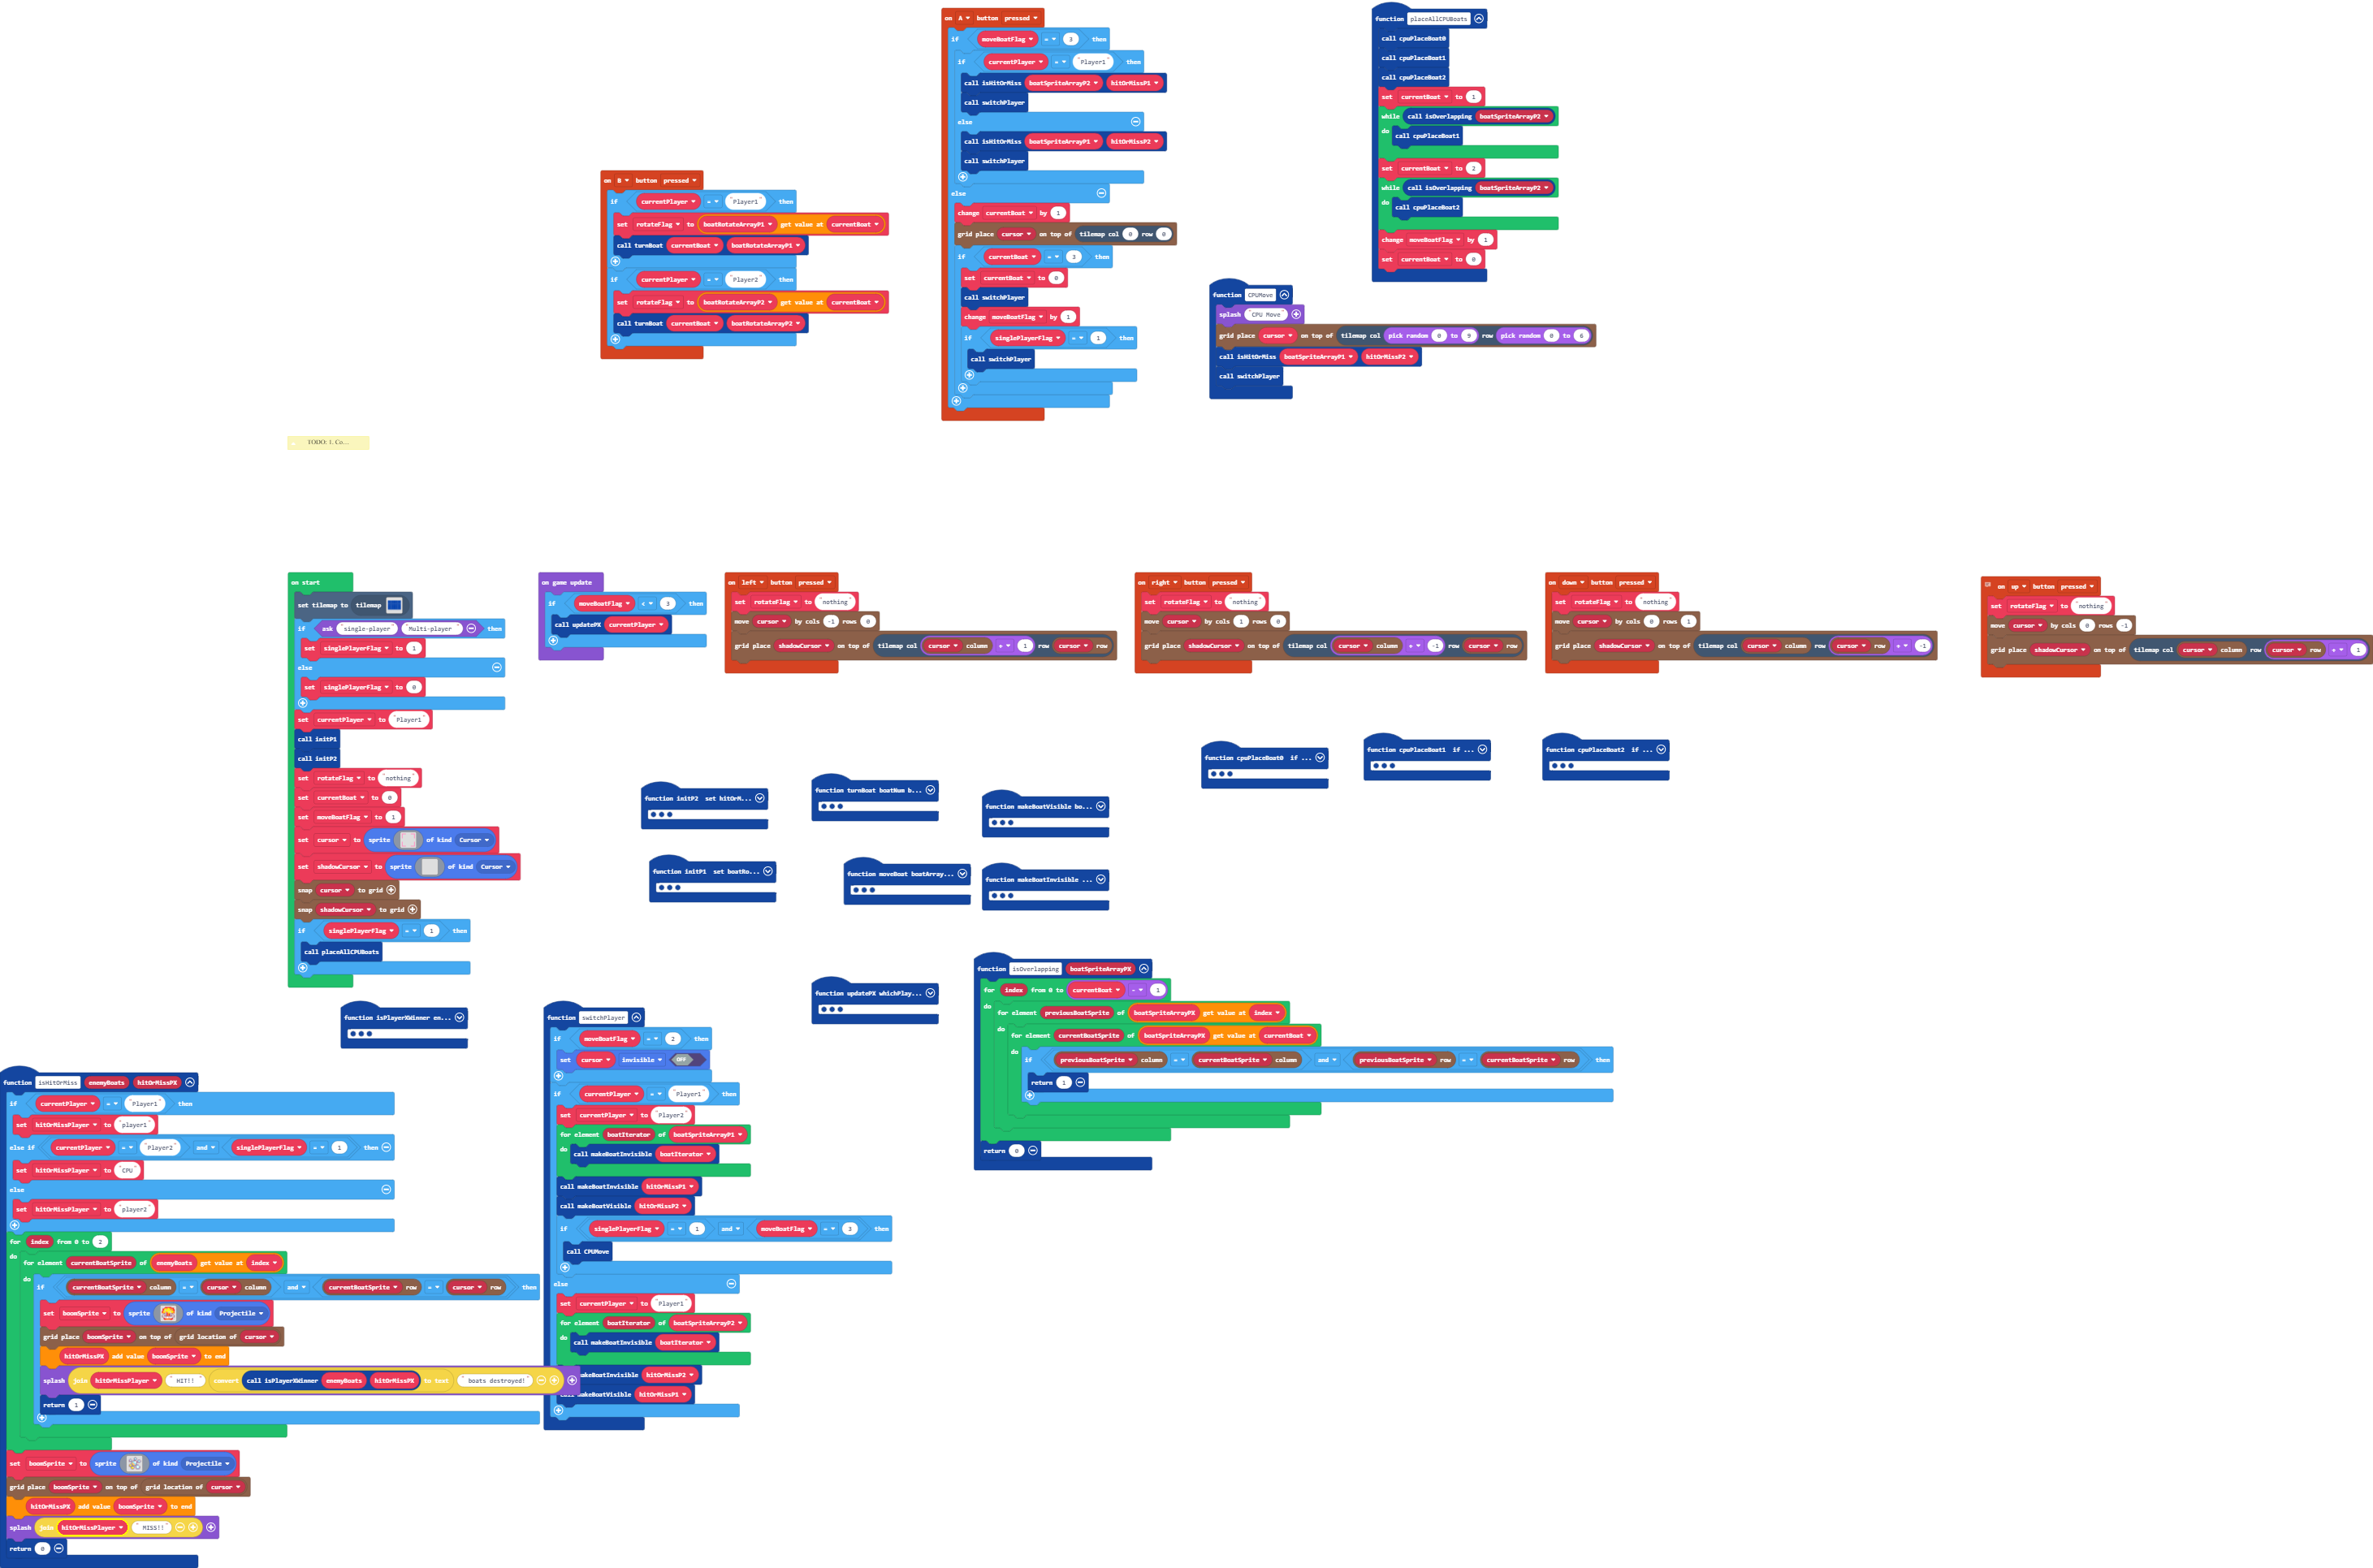 on A button pressed
if moveBoatFlag = 3 then
if currentPlayer = "Player1" then
call isHitOrMiss boatSpriteArrayP2 hitOrMissP1
call switchPlayer
else
call isHitOrMiss boatSpriteArrayP1 hitOrMissP2
call switchPlayer
else
change currentBoat by 1
grid place cursor on top of tilemap col 0 row 0
if currentBoat = 3 then
set currentBoat to 0
call switchPlayer
change moveBoatFlag by 1
if singlePlayerFlag = 1 then
call switchPlayer
function placeAllCPUBoats
call cpuPlaceBoat0
call cpuPlaceBoat1
call cpuPlaceBoat2
set currentBoat to 1
while call isOverlapping boatSpriteArrayP2
do call cpuPlaceBoat1
set currentBoat to 2
while call isOverlapping boatSpriteArrayP2
do call cpuPlaceBoat2
change moveBoatFlag by 1
set currentBoat to 0
on B button pressed
if currentPlayer = "Player1" then
set rotateFlag to boatRotateArrayP1 get value at currentBoat
call turnBoat currentBoat boatRotateArrayP1
if currentPlayer = "Player2" then
set rotateFlag to boatRotateArrayP2 get value at currentBoat
call turnBoat currentBoat boatRotateArrayP2
function CPUMove
splash "CPU Move"
grid place cursor on top of tilemap col pick random 0 to 9 row pick random 0 to 6
call isHitOrMiss boatSpriteArrayP1 hitOrMissP2
call switchPlayer
TODO: 1. Co...
on start
set tilemap to tilemap
if ask "single-player" "Multi-player" then
set singlePlayerFlag to 1
else
set singlePlayerFlag to 0
set currentPlayer to "Player1"
call initP1
call initP2
set rotateFlag to "nothing"
set currentBoat to 0
set moveBoatFlag to 1
set cursor to sprite of kind Cursor
set shadowCursor to sprite of kind Cursor
snap cursor to grid
snap shadowCursor to grid
if singlePlayerFlag = 1 then
call placeAllCPUBoats
on game update
if moveBoatFlag < 3 then
call updatePX currentPlayer
on left button pressed
set rotateFlag to "nothing"
move cursor by cols -1 rows 0
grid place shadowCursor on top of tilemap col cursor column + 1 row cursor row
on right button pressed
set rotateFlag to "nothing"
move cursor by cols 1 rows 0
grid place shadowCursor on top of tilemap col cursor column + -1 row cursor row
on down button pressed
set rotateFlag to "nothing"
move cursor by cols 0 rows 1
grid place shadowCursor on top of tilemap col cursor column row cursor row + -1
on up button pressed
set rotateFlag to "nothing"
move cursor by cols 0 rows -1
grid place shadowCursor on top of tilemap col cursor column row cursor row + 1
function initP2 set hitOrM...
function turnBoat boatNum b...
function makeBoatVisible bo...
function cpuPlaceBoat0 if ...
function cpuPlaceBoat1 if ...
function cpuPlaceBoat2 if ...
function initP1 set boatRo...
function moveBoat boatArray...
function makeBoatInvisible ...
function updatePX whichPlay...
function isPlayerXWinner en...
function isOverlapping boatSpriteArrayPX
for index from 0 to currentBoat - 1
do for element previousBoatSprite of boatSpriteArrayPX get value at index
do for element currentBoatSprite of boatSpriteArrayPX get value at currentBoat
do if previousBoatSprite column = currentBoatSprite column and previousBoatSprite row = currentBoatSprite row then
return 1
return 0
function switchPlayer
if moveBoatFlag = 2 then
set cursor invisible OFF
if currentPlayer = "Player1" then
set currentPlayer to "Player2"
for element boatIterator of boatSpriteArrayP1
do call makeBoatInvisible boatIterator
call makeBoatInvisible hitOrMissP1
call makeBoatVisible hitOrMissP2
if singlePlayerFlag = 1 and moveBoatFlag = 3 then
call CPUMove
else
set currentPlayer to "Player1"
for element boatIterator of boatSpriteArrayP2
do call makeBoatInvisible boatIterator
akeBoatInvisible hitOrMissP2
akeBoatVisible hitOrMissP1
function isHitOrMiss enemyBoats hitOrMissPX
if currentPlayer = "Player1" then
set hitOrMissPlayer to "player1"
else if currentPlayer = "Player2" and singlePlayerFlag = 1 then
set hitOrMissPlayer to "CPU"
else
set hitOrMissPlayer to "player2"
for index from 0 to 2
do for element currentBoatSprite of enemyBoats get value at index
do if currentBoatSprite column = cursor column and currentBoatSprite row = cursor row then
set boomSprite to sprite of kind Projectile
grid place boomSprite on top of grid location of cursor
hitOrMissPX add value boomSprite to end
splash join hitOrMissPlayer " HIT!! " convert call isPlayerXWinner enemyBoats hitOrMissPX to text " boats destroyed!"
return 1
set boomSprite to sprite of kind Projectile
grid place boomSprite on top of grid location of cursor
hitOrMissPX add value boomSprite to end
splash join hitOrMissPlayer " MISS!!"
return 0